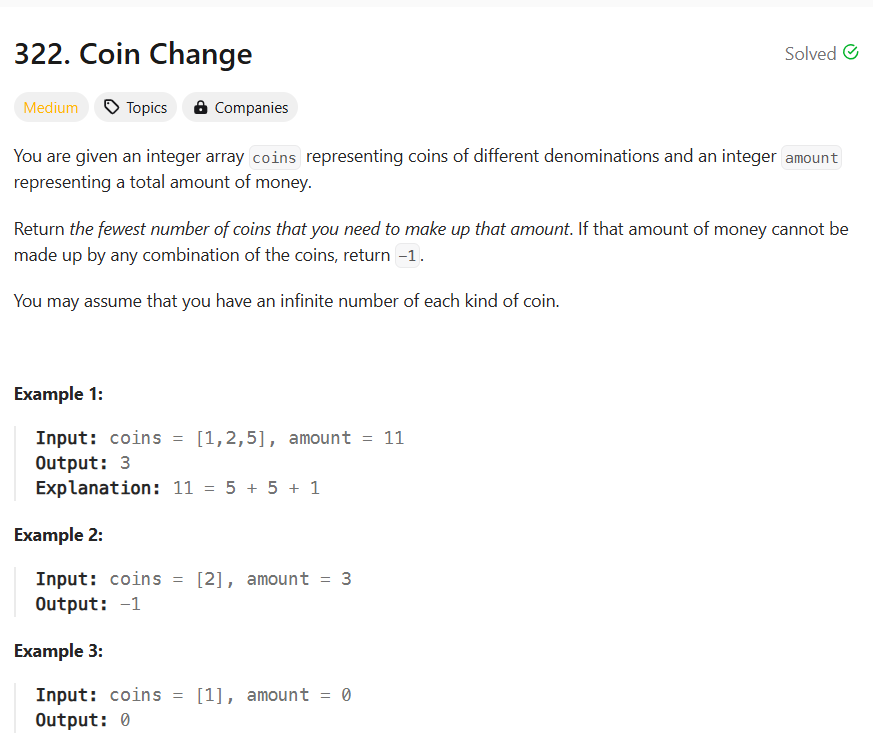 322. Coin Change
Solved
Medium
Topics
Companies
You are given an integer array coins representing coins of different denominations and an integer amount
representing a total amount of money.
Return the fewest number of coins that you need to make up that amount. If that amount of money cannot be
made up by any combination of the coins, return -1.
You may assume that you have an infinite number of each kind of coin.
Example 1:
Input: coins = [1,2,5], amount = 11
Output: 3
Explanation: 11 = 5 + 5 + 1
Example 2:
Input: coins = [2], amount = 3
Output: -1
Example 3:
Input: coins = [1], amount = 0
Output: 0